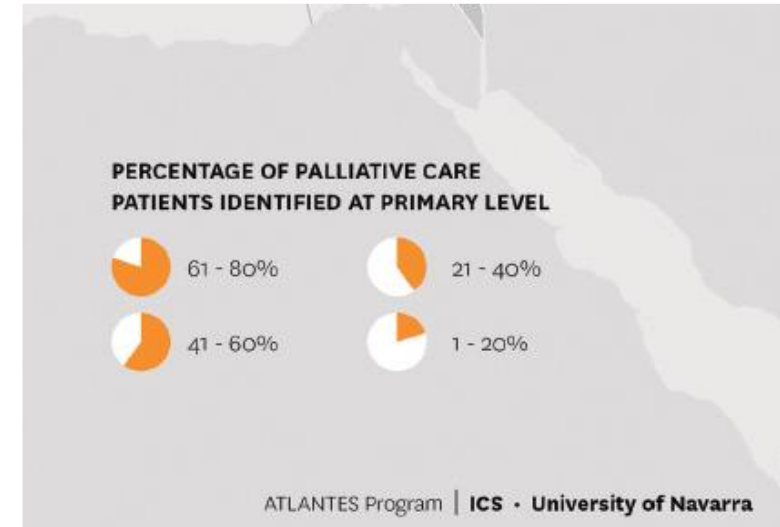 PERCENTAGE OF PALLIATIVE CARE
PATIENTS IDENTIFIED AT PRIMARY LEVEL
61 - 80%
21 - 40%
41 - 60%
1 - 20%
ATLANTES Program | ICS · University of Navarra